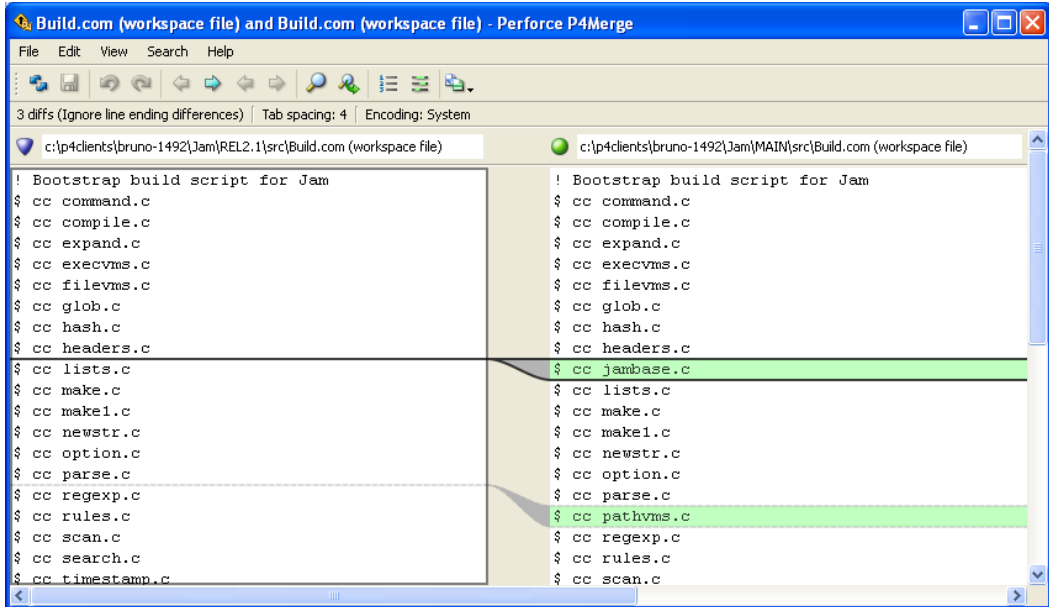 Build.com (workspace file) and Build.com (workspace file) - Perforce P4Merge
File Edit View Search Help
3 diffs (Ignore line ending differences) Tab spacing: 4 Encoding: System
c:\p4clients\bruno-1492\Jam\REL2.1\src\Build.com (workspace file)
! Bootstrap build script for Jam
$ cc command.c
$ cc compile.c
$ cc expand.c
$ cc execvms.c
$ cc filevms.c
$ cc glob.c
$ cc hash.c
$ cc headers.c
$ cc lists.c
$ cc make.c
$ cc make1.c
$ cc newstr.c
$ cc option.c
$ cc parse.c
$ cc regexp.c
$ cc rules.c
$ cc scan.c
$ cc search.c
$ cc timestamp.c
c:\p4clients\bruno-1492\Jam\MAIN\src\Build.com (workspace file)
! Bootstrap build script for Jam
$ cc command.c
$ cc compile.c
$ cc expand.c
$ cc execvms.c
$ cc filevms.c
$ cc glob.c
$ cc hash.c
$ cc headers.c
$ cc jambase.c
$ cc lists.c
$ cc make.c
$ cc make1.c
$ cc newstr.c
$ cc option.c
$ cc parse.c
$ cc pathvms.c
$ cc regexp.c
$ cc rules.c
$ cc scan.c